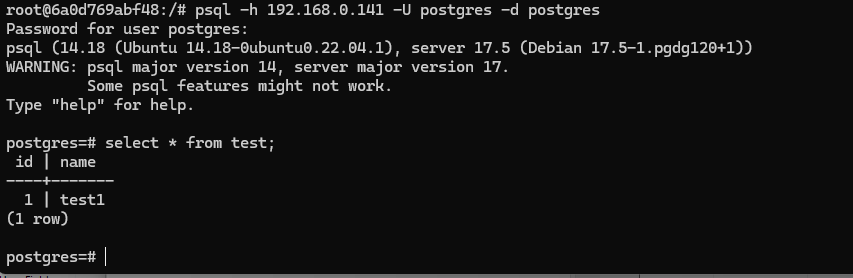 root@6a0d769abf48:/# psql -h 192.168.0.141 -U postgres -d postgres
Password for user postgres:
psql (14.18 (Ubuntu 14.18-0ubuntu0.22.04.1), server 17.5 (Debian 17.5-1.pgdg120+1))
WARNING: psql major version 14, server major version 17.
         Some psql features might not work.
Type "help" for help.

postgres=# select * from test;
 id | name
----+-------
  1 | test1
(1 row)

postgres=#